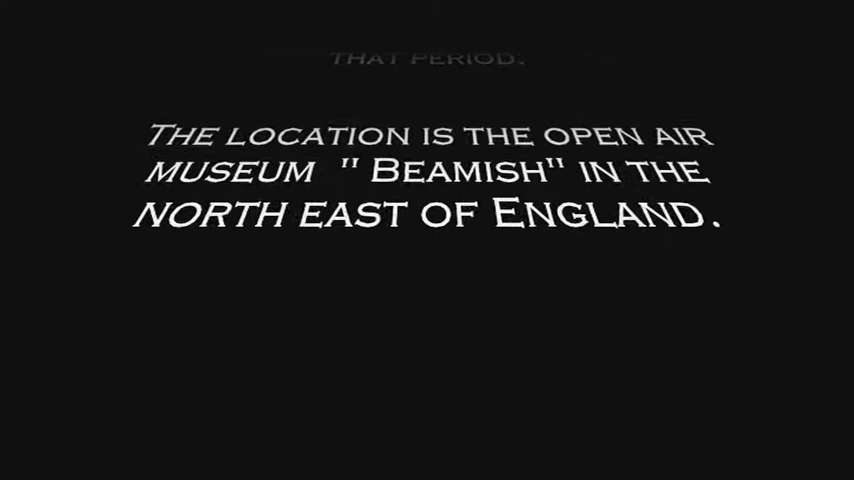 THAT PERIOD.
THE LOCATION IS THE OPEN AIR
MUSEUM " BEAMISH" IN THE
NORTH EAST OF ENGLAND.